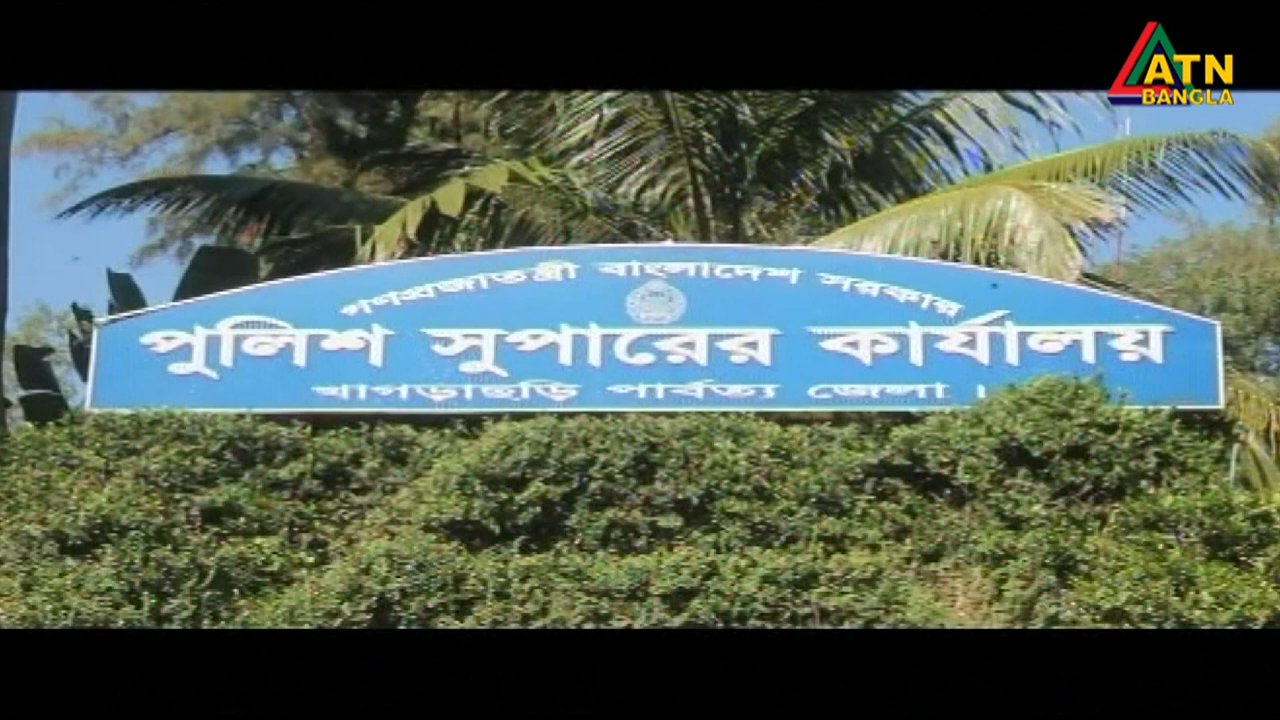 ATN
BANGLA
গণপ্রজাতন্ত্রী বাংলাদেশ সরকার
পুলিশ সুপারের কার্যালয়
খাগড়াছড়ি পার্বত্য জেলা ।